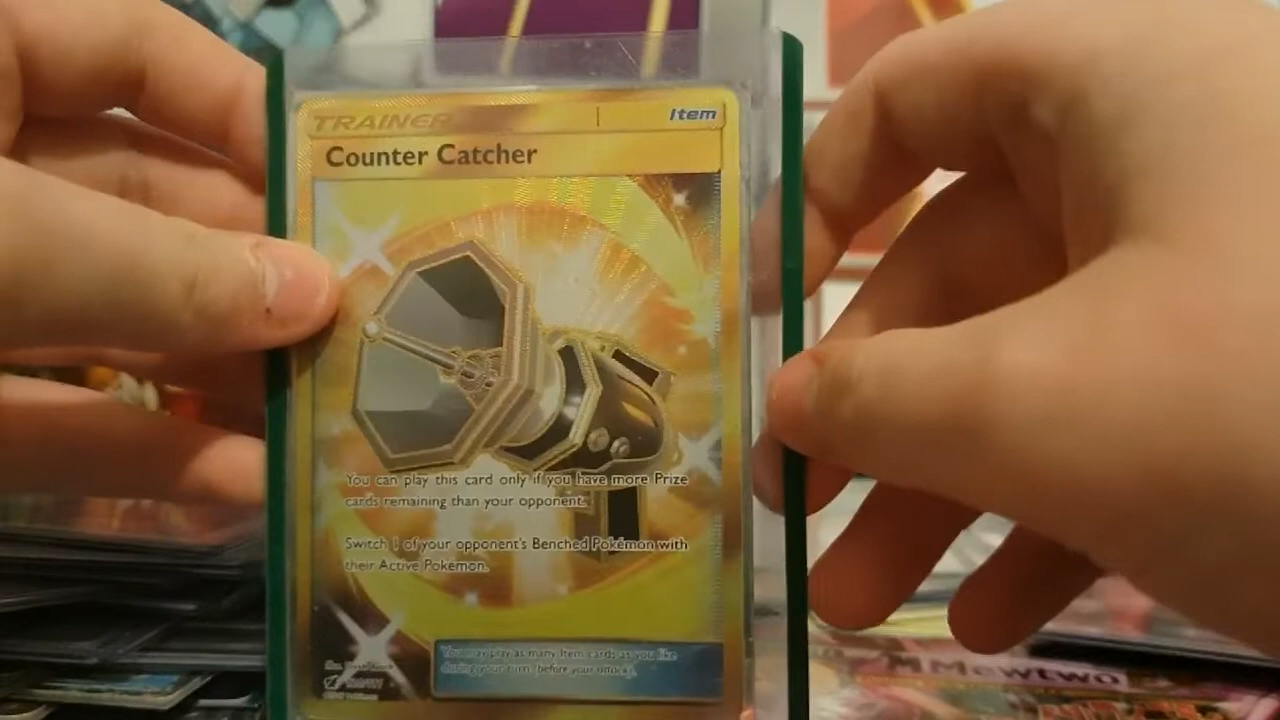 TRAINER
Item
Counter Catcher
You can play this card only if you have more Prize
cards remaining than your opponent.
Switch 1 of your opponent's Benched Pokémon with
their Active Pokémon.
You may play as many Item cards as you like
during your turn (before your attack).
MMewtwo